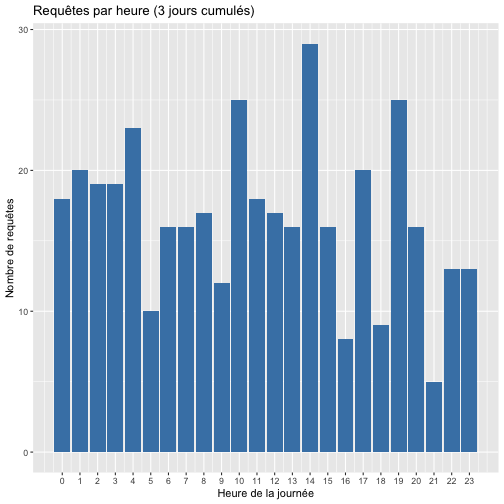 Requêtes par heure (3 jours cumulés)
Nombre de requêtes
30
20
10
0
0 1 2 3 4 5 6 7 8 9 10 11 12 13 14 15 16 17 18 19 20 21 22 23
Heure de la journée